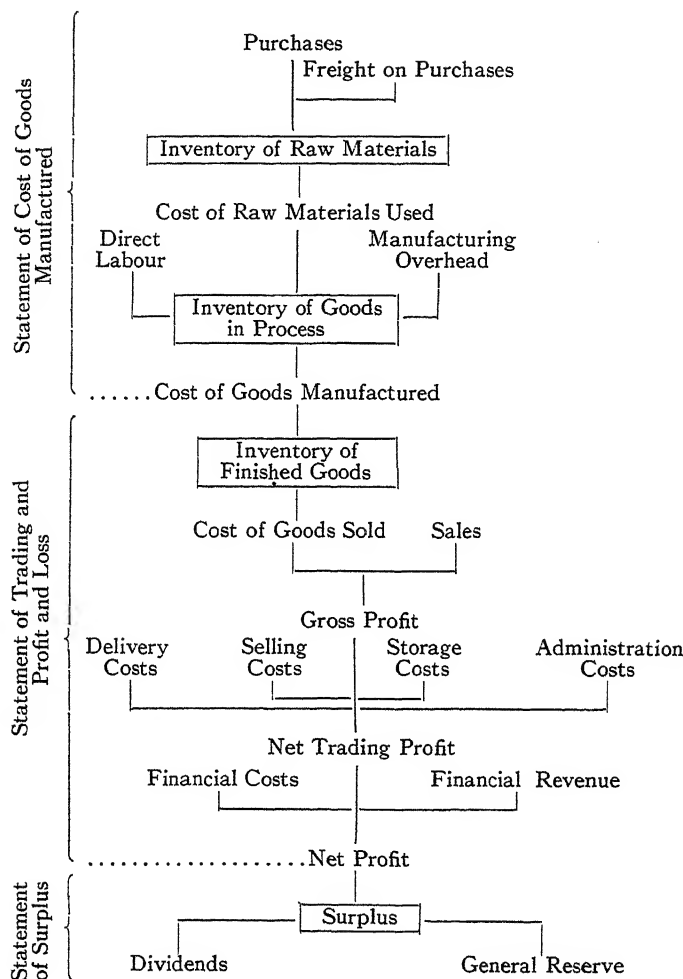 Statement of Cost of Goods
Manufactured
Purchases
Freight on Purchases
Inventory of Raw Materials
Cost of Raw Materials Used
Direct
Labour
Manufacturing
Overhead
Inventory of Goods
in Process
......Cost of Goods Manufactured
Statement of Trading and
Profit and Loss
Inventory of
Finished Goods
Cost of Goods Sold
Sales
Gross Profit
Delivery
Costs
Selling
Costs
Storage
Costs
Administration
Costs
Net Trading Profit
Financial Costs
Financial Revenue
....................Net Profit
Statement
of Surplus
Surplus
Dividends
General Reserve